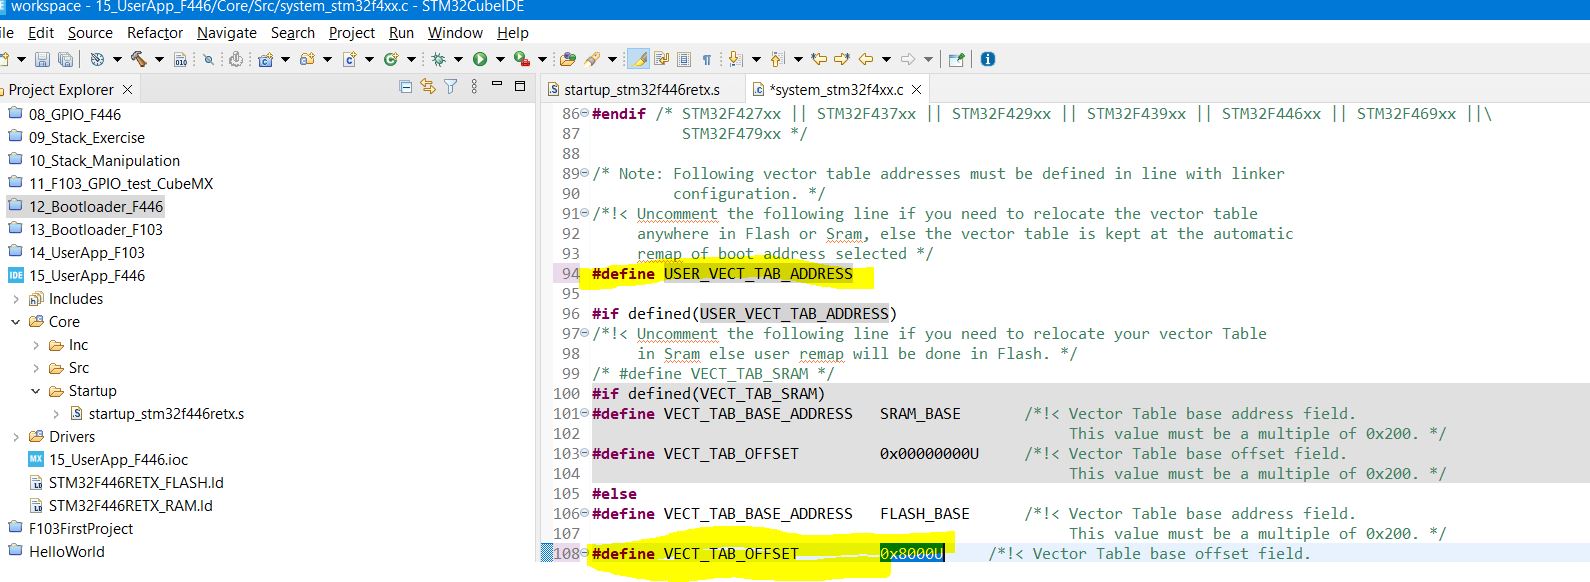 workspace - 15_UserApp_F446/Core/Src/system_stm32f4xx.c - STM32CubeIDE
ile Edit Source Refactor Navigate Search Project Run Window Help
Project Explorer
08_GPIO_F446
09_Stack_Exercise
10_Stack_Manipulation
11_F103_GPIO_test_CubeMX
12_Bootloader_F446
13_Bootloader_F103
14_UserApp_F103
IDE 15_UserApp_F446
Includes
Core
Inc
Src
Startup
startup_stm32f446retx.s
Drivers
MX 15_UserApp_F446.ioc
STM32F446RETX_FLASH.ld
STM32F446RETX_RAM.ld
F103FirstProject
HelloWorld
startup_stm32f446retx.s
*system_stm32f4xx.c
86 #endif /* STM32F427xx || STM32F437xx || STM32F429xx || STM32F439xx || STM32F446xx || STM32F469xx ||\
87 STM32F479xx */
88
89 /* Note: Following vector table addresses must be defined in line with linker
90 configuration. */
91 /*!< Uncomment the following line if you need to relocate the vector table
92 anywhere in Flash or Sram, else the vector table is kept at the automatic
93 remap of boot address selected */
94 #define USER_VECT_TAB_ADDRESS
95
96 #if defined(USER_VECT_TAB_ADDRESS)
97 /*!< Uncomment the following line if you need to relocate your vector Table
98 in Sram else user remap will be done in Flash. */
99 /* #define VECT_TAB_SRAM */
100 #if defined(VECT_TAB_SRAM)
101 #define VECT_TAB_BASE_ADDRESS SRAM_BASE /*!< Vector Table base address field.
102 This value must be a multiple of 0x200. */
103 #define VECT_TAB_OFFSET 0x00000000U /*!< Vector Table base offset field.
104 This value must be a multiple of 0x200. */
105 #else
106 #define VECT_TAB_BASE_ADDRESS FLASH_BASE /*!< Vector Table base address field.
107 This value must be a multiple of 0x200. */
108 #define VECT_TAB_OFFSET 0x8000U /*!< Vector Table base offset field.